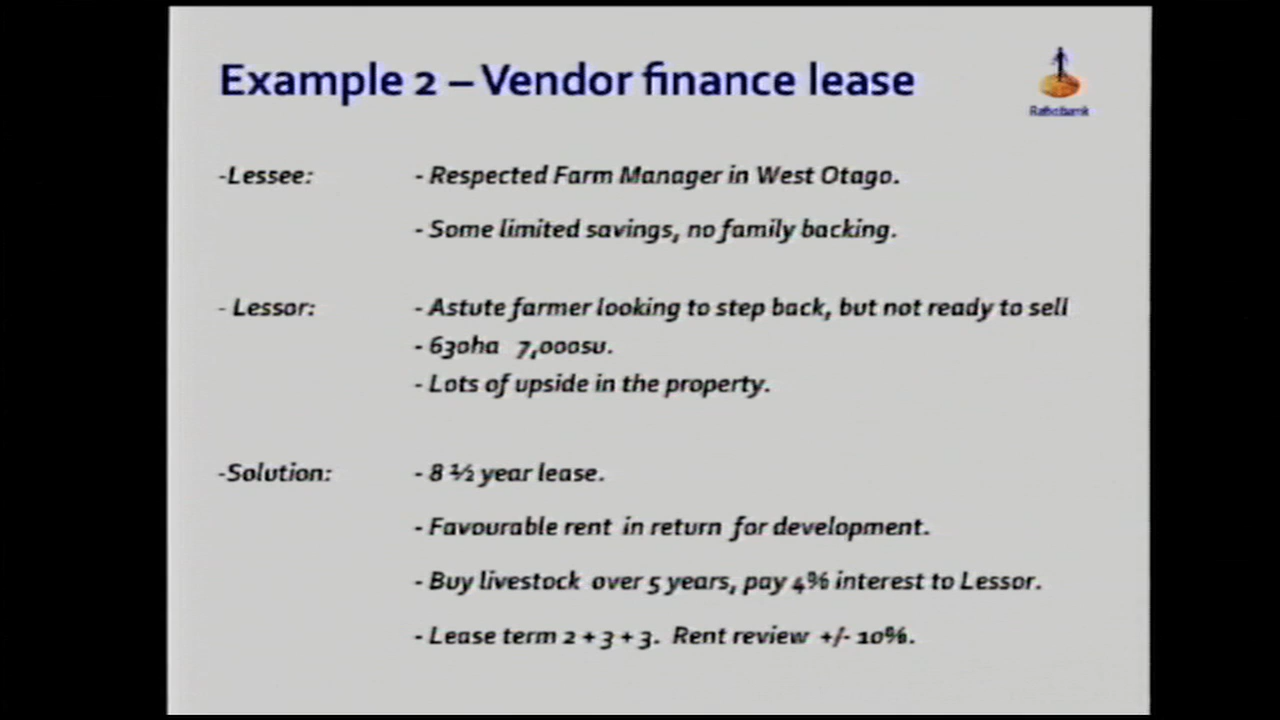 Example 2 – Vendor finance lease
Rabobank
-Lessee: - Respected Farm Manager in West Otago.
- Some limited savings, no family backing.
- Lessor: - Astute farmer looking to step back, but not ready to sell
- 630ha 7,000su.
- Lots of upside in the property.
-Solution: - 8 ½ year lease.
- Favourable rent in return for development.
- Buy livestock over 5 years, pay 4% interest to Lessor.
- Lease term 2 + 3 + 3. Rent review +/- 10%.